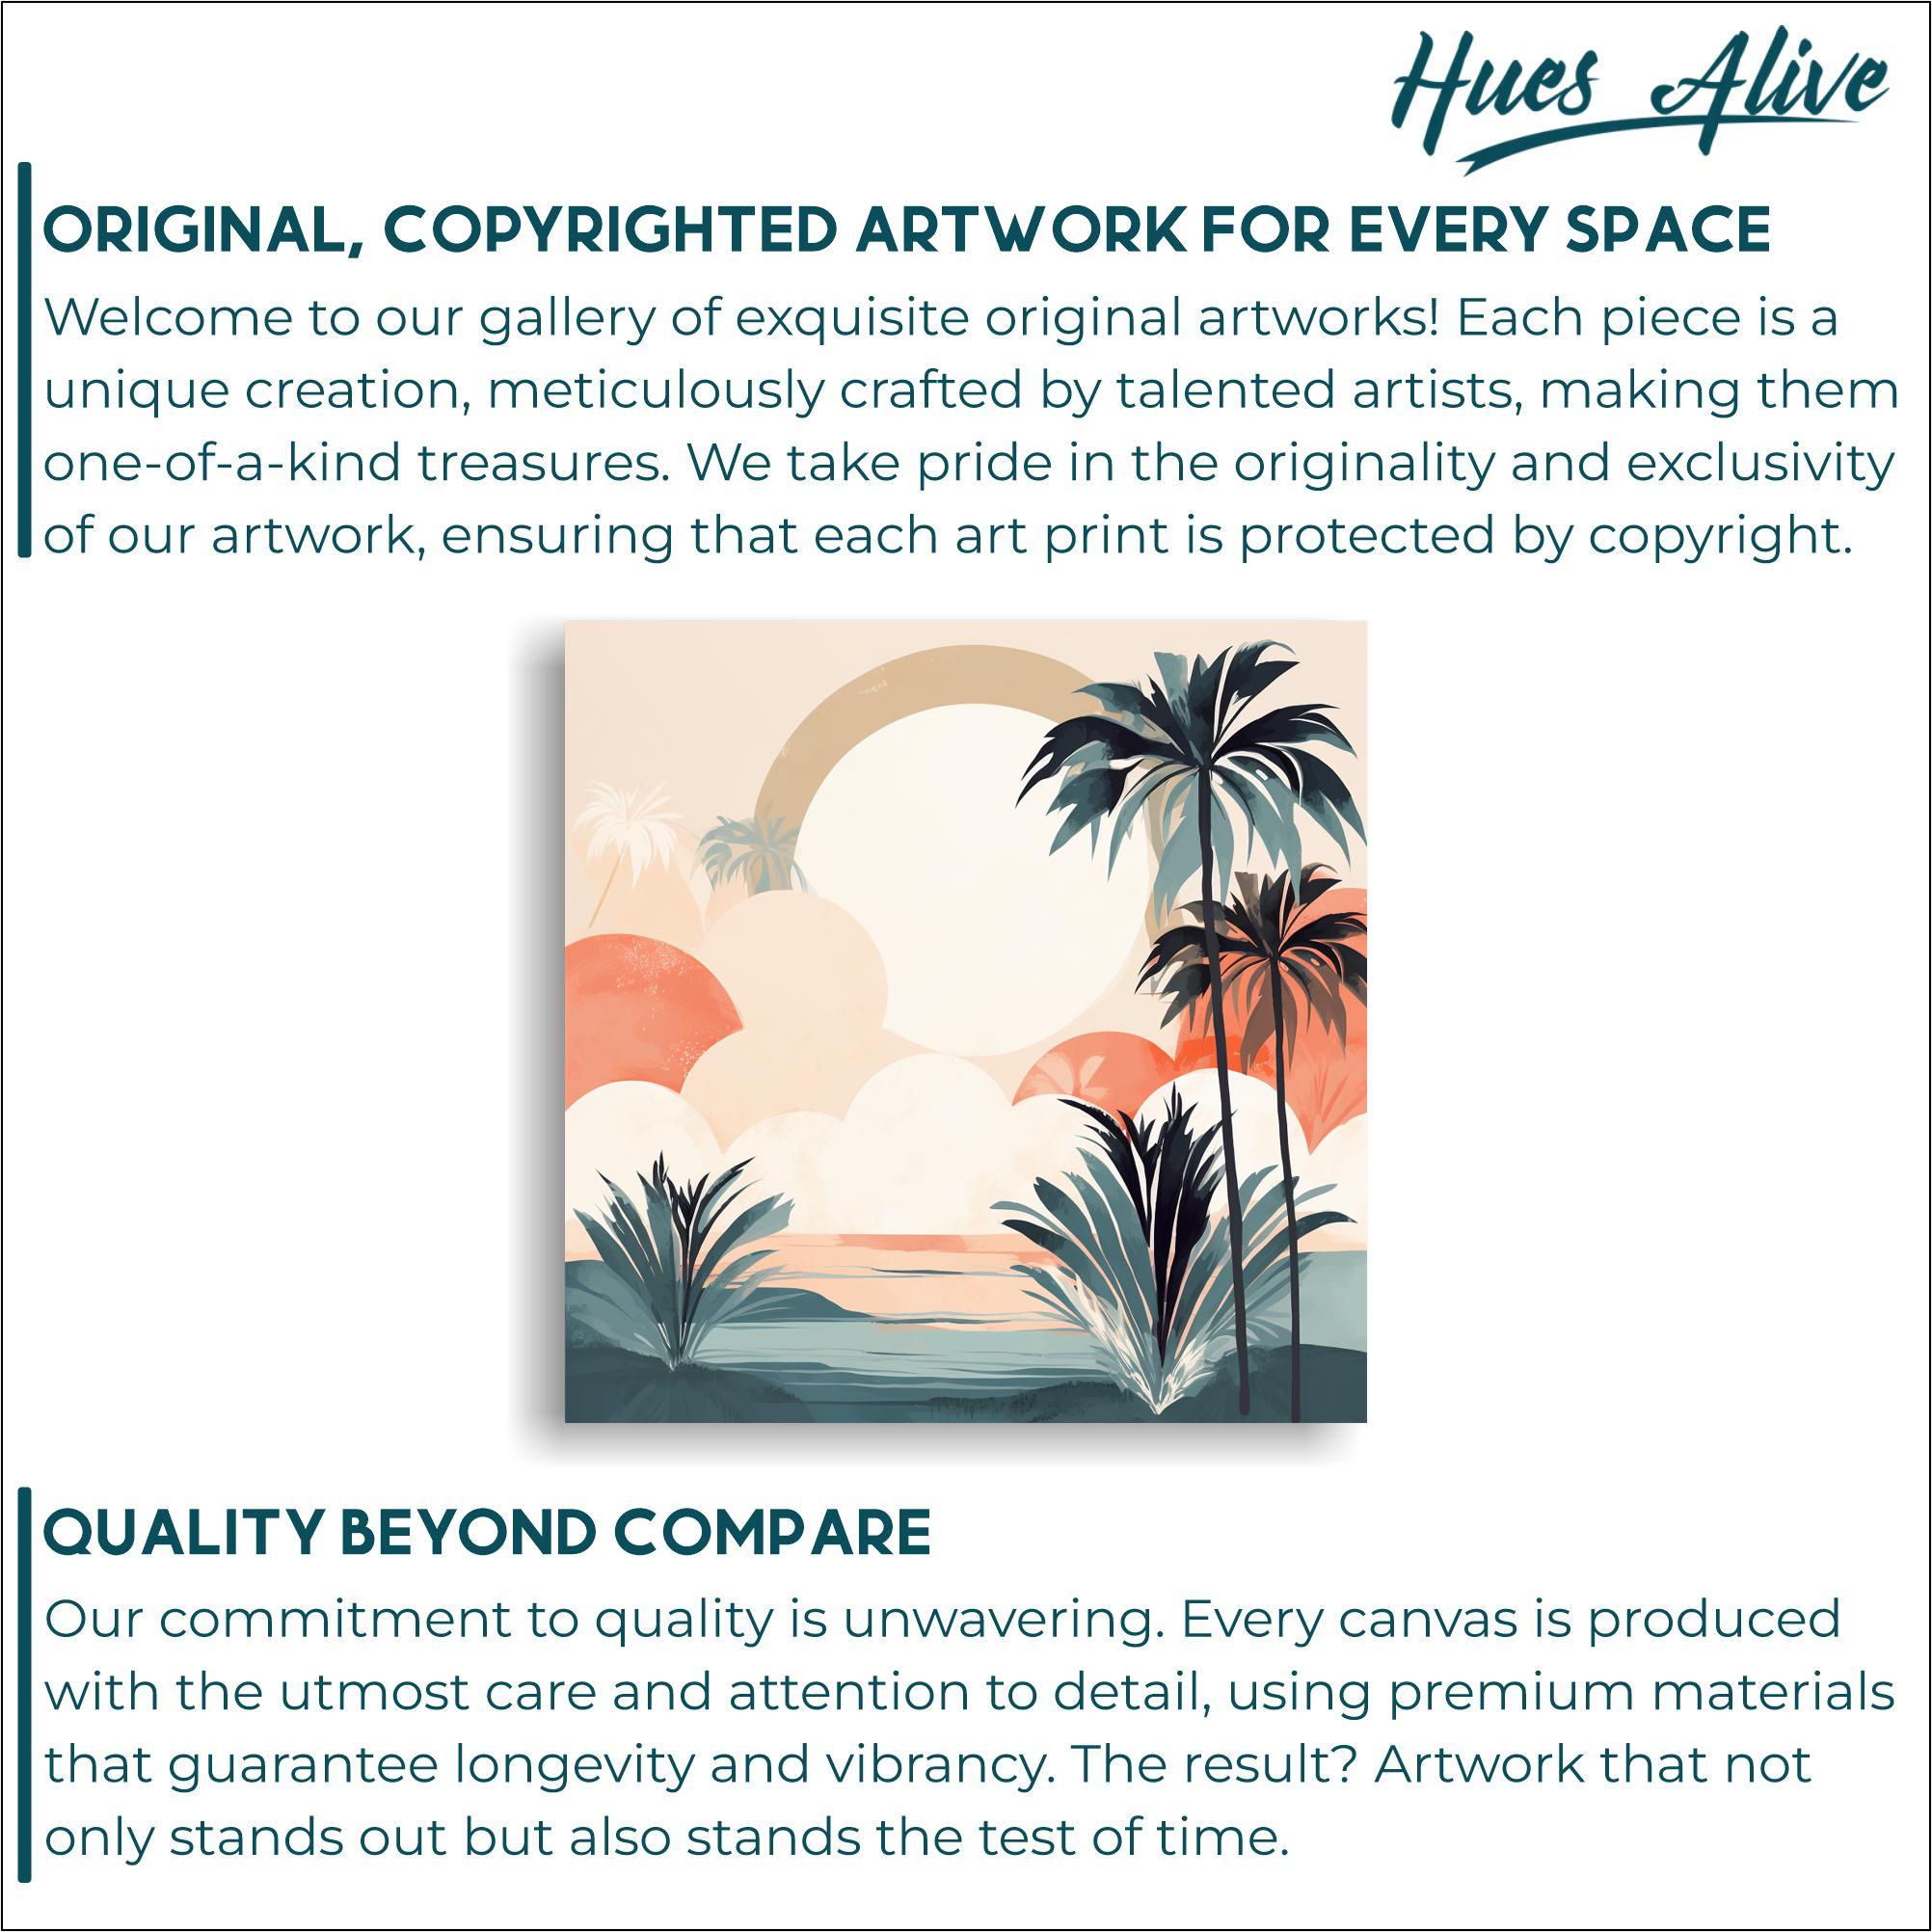 Hues Alive
ORIGINAL, COPYRIGHTED ARTWORK FOR EVERY SPACE
Welcome to our gallery of exquisite original artworks! Each piece is a
unique creation, meticulously crafted by talented artists, making them
one-of-a-kind treasures. We take pride in the originality and exclusivity
of our artwork, ensuring that each art print is protected by copyright.
QUALITY BEYOND COMPARE
Our commitment to quality is unwavering. Every canvas is produced
with the utmost care and attention to detail, using premium materials
that guarantee longevity and vibrancy. The result? Artwork that not
only stands out but also stands the test of time.